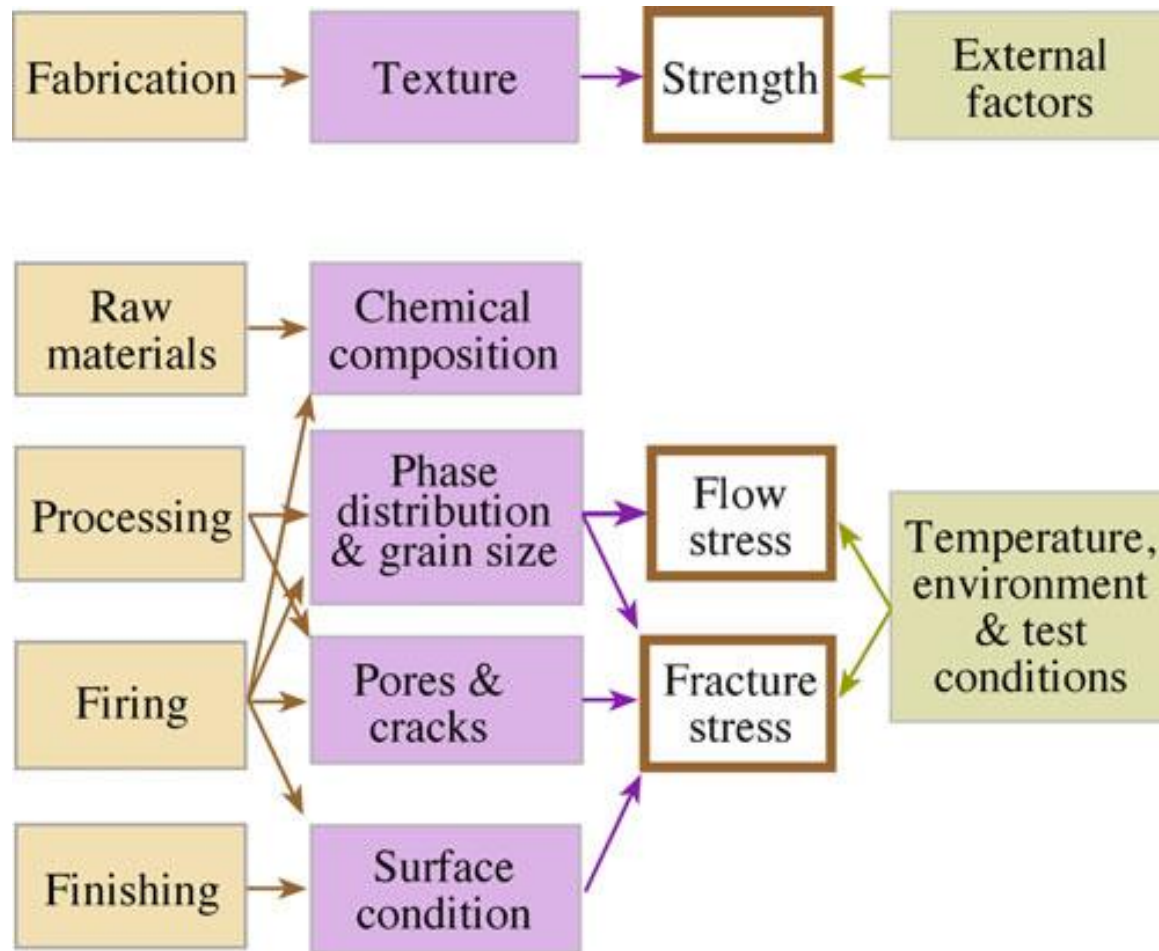 Fabrication
Texture
Strength
External
factors
Raw
materials
Chemical
composition
Processing
Phase
distribution
& grain size
Flow
stress
Temperature,
environment
& test
conditions
Firing
Pores &
cracks
Fracture
stress
Finishing
Surface
condition